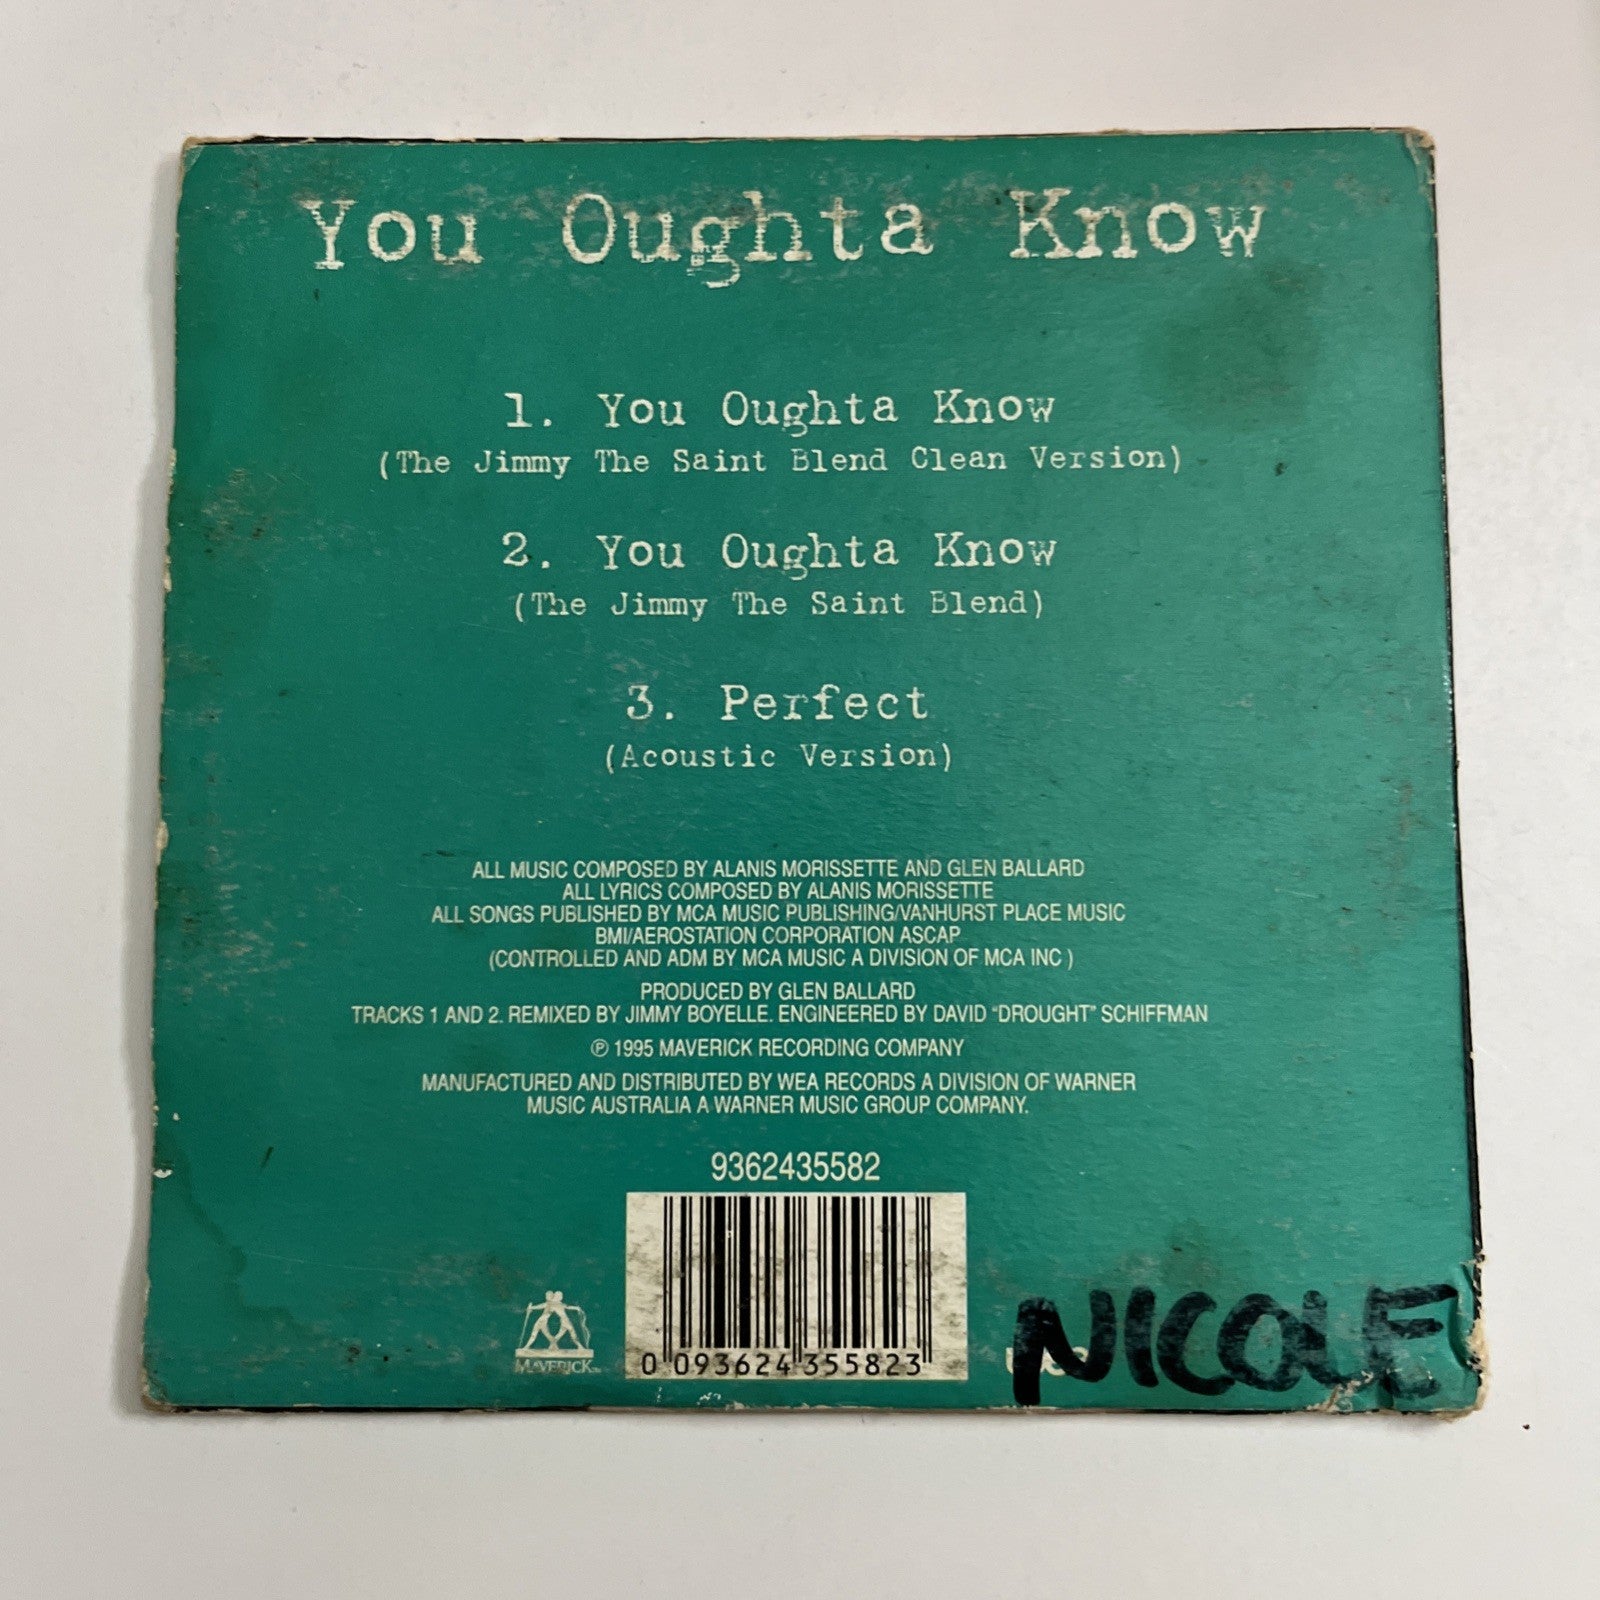 You Oughta Know
1. You Oughta Know
(The Jimmy The Saint Blend Clean Version)
2. You Oughta Know
(The Jimmy The Saint Blend)
3. Perfect
(Acoustic Version)
ALL MUSIC COMPOSED BY ALANIS MORISSETTE AND GLEN BALLARD
ALL LYRICS COMPOSED BY ALANIS MORISSETTE
ALL SONGS PUBLISHED BY MCA MUSIC PUBLISHING/VANHURST PLACE MUSIC
BMI/AEROSTATION CORPORATION ASCAP
(CONTROLLED AND ADM BY MCA MUSIC A DIVISION OF MCA INC )
PRODUCED BY GLEN BALLARD
TRACKS 1 AND 2. REMIXED BY JIMMY BOYELLE. ENGINEERED BY DAVID "DROUGHT" SCHIFFMAN
℗ 1995 MAVERICK RECORDING COMPANY
MANUFACTURED AND DISTRIBUTED BY WEA RECORDS A DIVISION OF WARNER
MUSIC AUSTRALIA A WARNER MUSIC GROUP COMPANY.
9362435582
MAVERICK
0 093624 355823
NICOLE